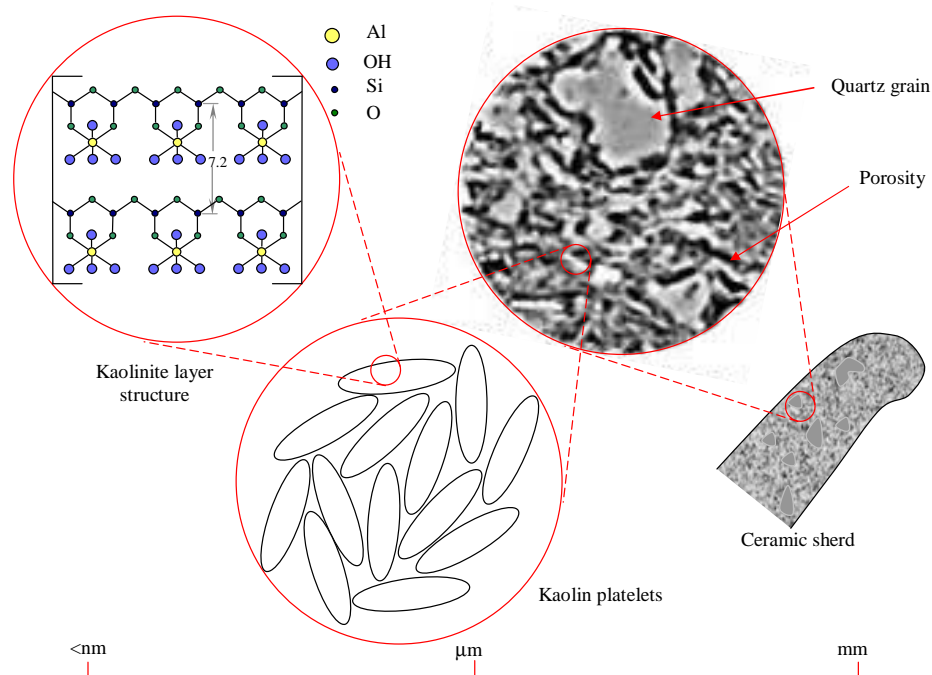 Al
OH
Si
O
7.2
Quartz grain
Porosity
Kaolinite layer
structure
Ceramic sherd
Kaolin platelets
<nm
μm
mm